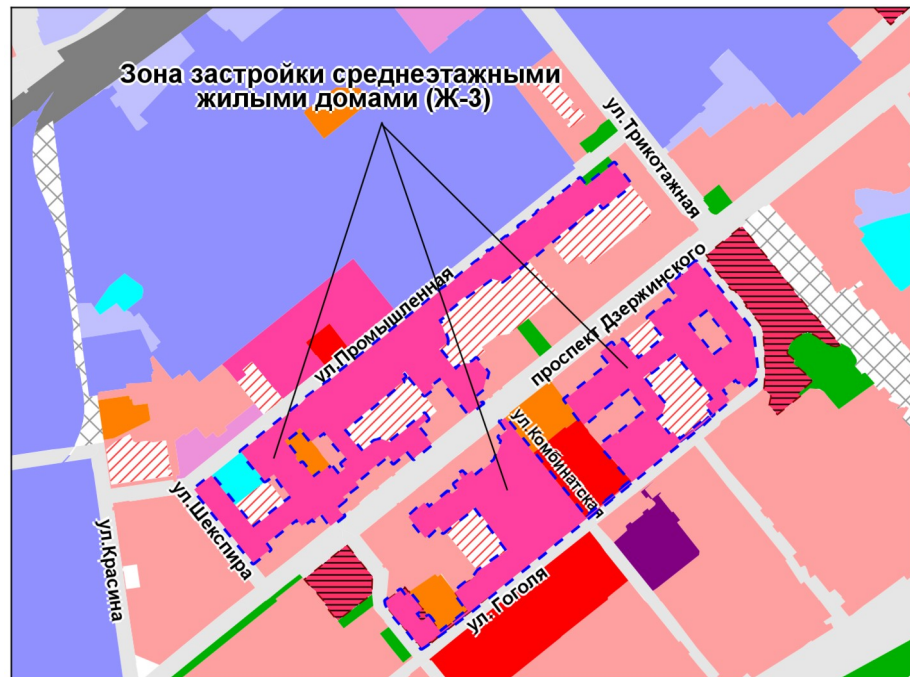 Зона застройки среднеэтажными
жилыми домами (Ж-3)
ул.Трикотажная
ул.Промышленная
проспект Дзержинского
ул.Комбинатская
ул.Шекспира
ул.Красина
ул. Гоголя